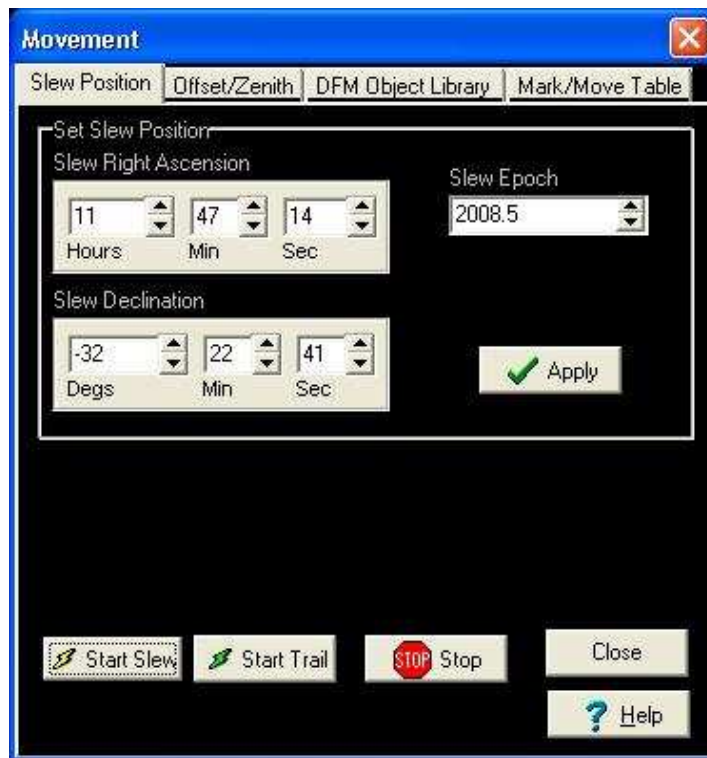 Movement
Slew Position Offset/Zenith DFM Object Library Mark/Move Table
Set Slew Position
Slew Right Ascension
11 47 14
Hours Min Sec
Slew Epoch
2008.5
Slew Declination
-32 22 41
Degs Min Sec
Apply
Start Slew Start Trail STOP Stop Close
Help